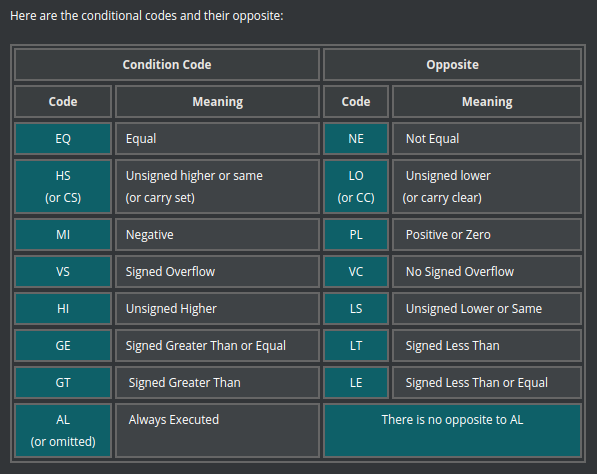 Here are the conditional codes and their opposite:
Condition Code Opposite
Code Meaning Code Meaning
EQ Equal NE Not Equal
HS Unsigned higher or same LO Unsigned lower
(or CS) (or carry set) (or CC) (or carry clear)
MI Negative PL Positive or Zero
VS Signed Overflow VC No Signed Overflow
HI Unsigned Higher LS Unsigned Lower or Same
GE Signed Greater Than or Equal LT Signed Less Than
GT Signed Greater Than LE Signed Less Than or Equal
AL Always Executed There is no opposite to AL
(or omitted)